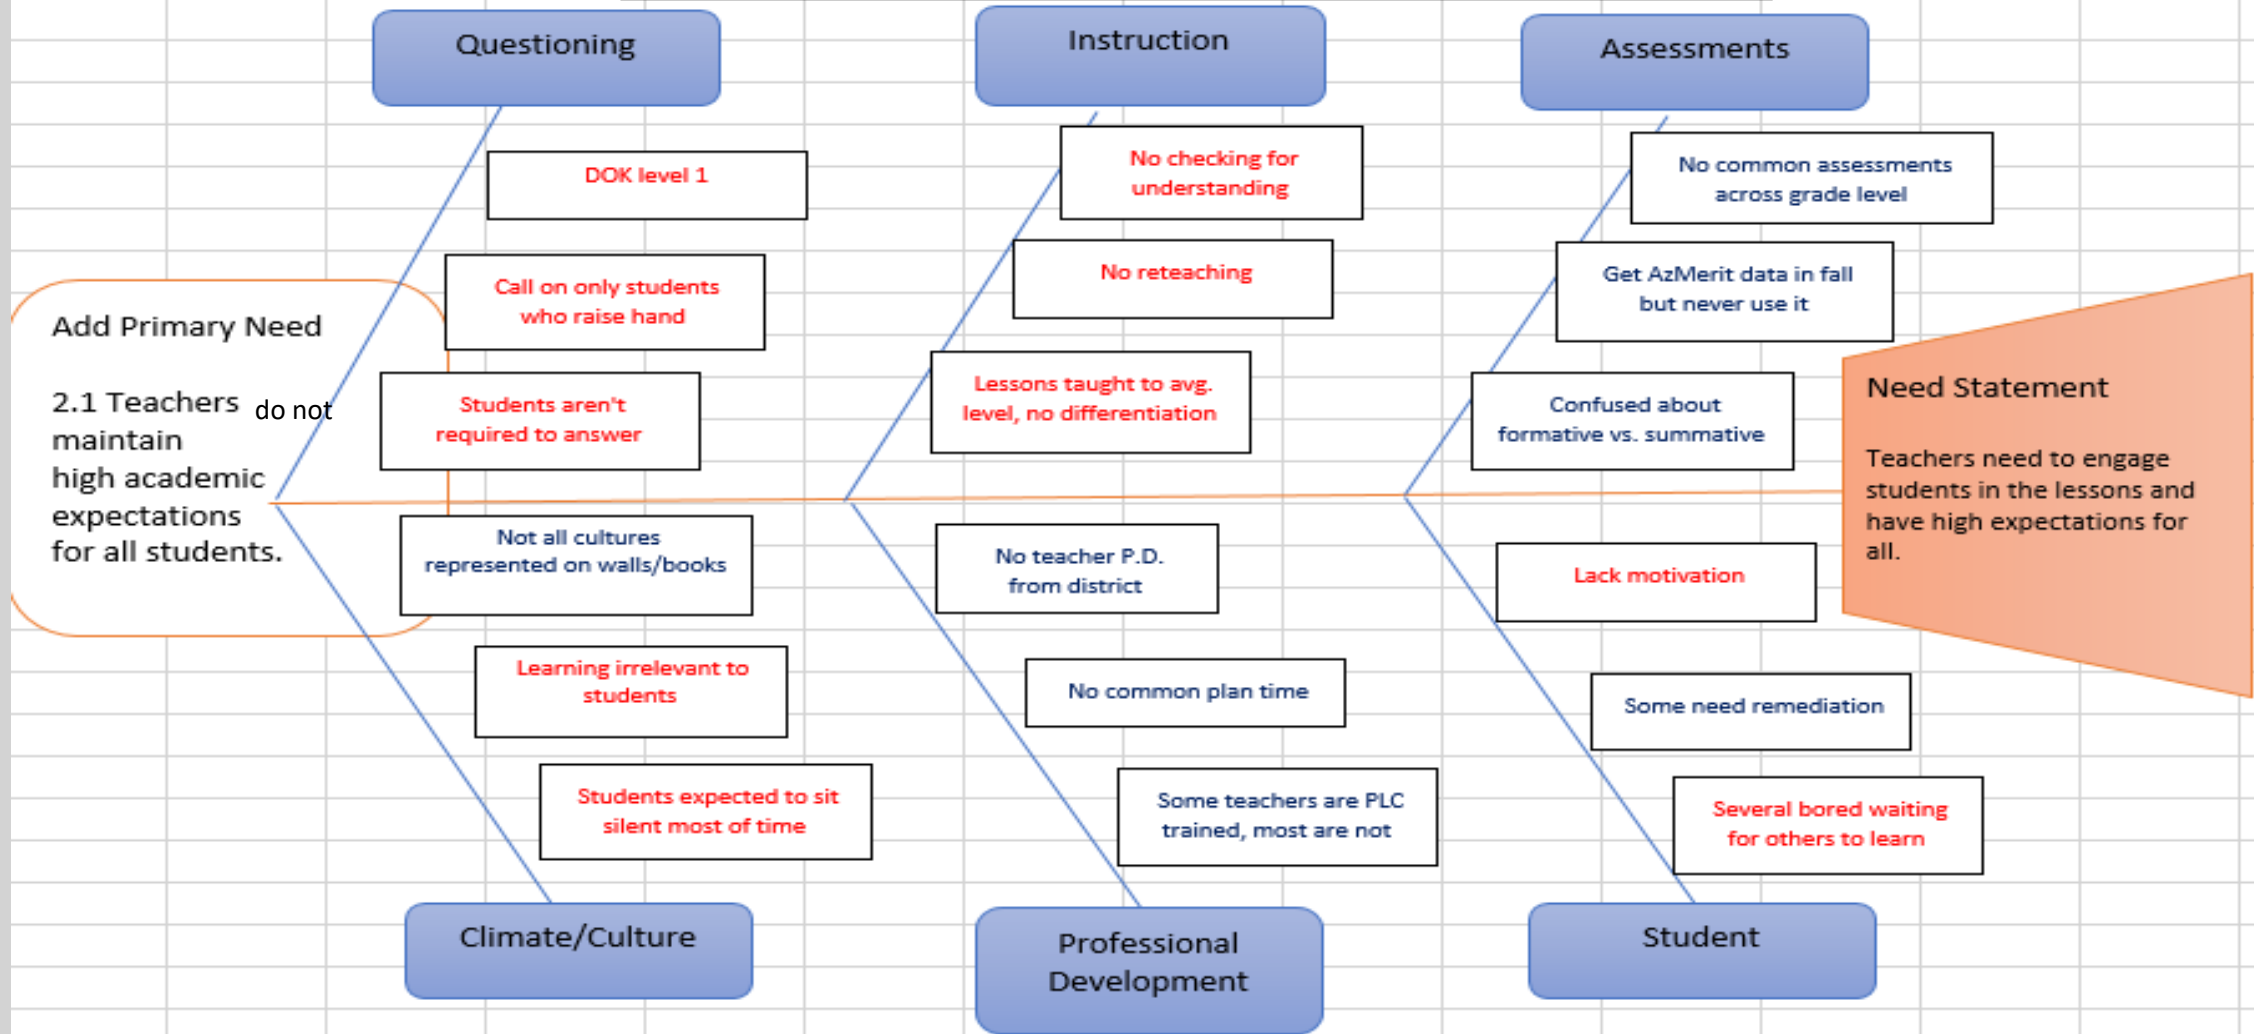 Questioning
Instruction
Assessments
DOK level 1
Call on only students
who raise hand
Students aren't
required to answer
No checking for
understanding
No reteaching
Lessons taught to avg.
level, no differentiation
No common assessments
across grade level
Get AzMerit data in fall
but never use it
Confused about
formative vs. summative
Add Primary Need
2.1 Teachers do not
maintain
high academic
expectations
for all students.
Need Statement
Teachers need to engage
students in the lessons and
have high expectations for
all.
Not all cultures
represented on walls/books
Learning irrelevant to
students
Students expected to sit
silent most of time
No teacher P.D.
from district
No common plan time
Some teachers are PLC
trained, most are not
Lack motivation
Some need remediation
Several bored waiting
for others to learn
Climate/Culture
Professional
Development
Student